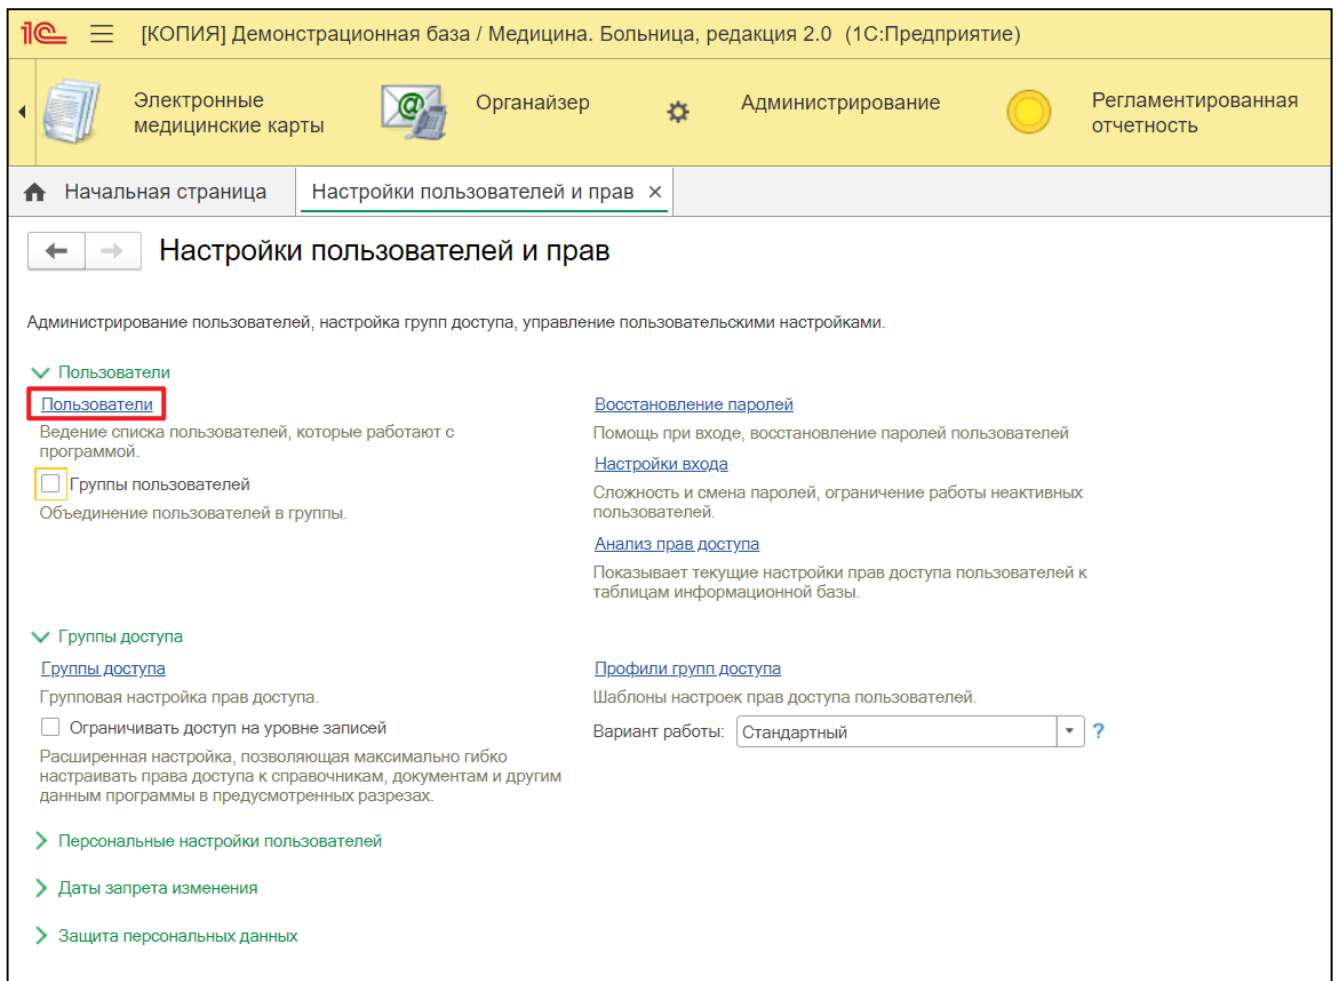 1С [КОПИЯ] Демонстрационная база / Медицина. Больница, редакция 2.0 (1С:Предприятие)
Электронные
медицинские карты
Органайзер
Администрирование
Регламентированная
отчетность
Начальная страница
Настройки пользователей и прав ×
Настройки пользователей и прав
Администрирование пользователей, настройка групп доступа, управление пользовательскими настройками.
Пользователи
Пользователи
Ведение списка пользователей, которые работают с
программой.
Группы пользователей
Объединение пользователей в группы.
Восстановление паролей
Помощь при входе, восстановление паролей пользователей
Настройки входа
Сложность и смена паролей, ограничение работы неактивных
пользователей.
Анализ прав доступа
Показывает текущие настройки прав доступа пользователей к
таблицам информационной базы.
Группы доступа
Группы доступа
Групповая настройка прав доступа.
Ограничивать доступ на уровне записей
Расширенная настройка, позволяющая максимально гибко
настраивать права доступа к справочникам, документам и другим
данным программы в предусмотренных разрезах.
Профили групп доступа
Шаблоны настроек прав доступа пользователей.
Вариант работы: Стандартный ?
Персональные настройки пользователей
Даты запрета изменения
Защита персональных данных